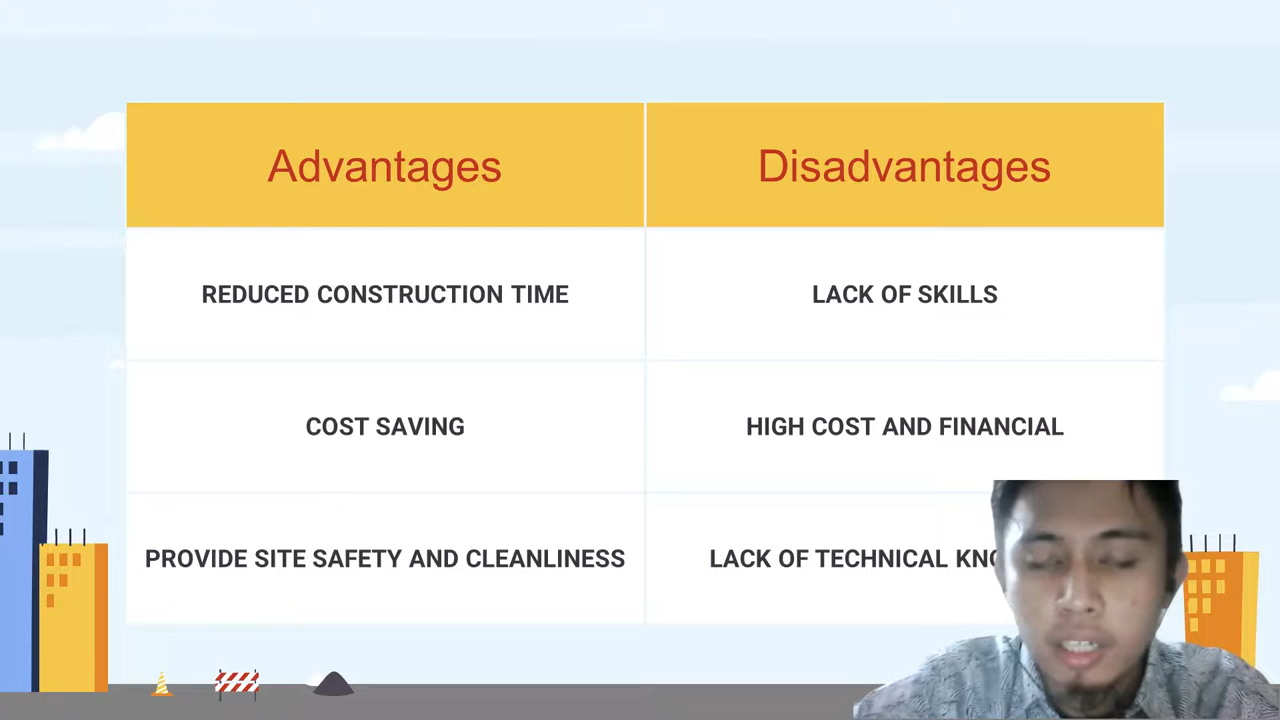 Advantages
Disadvantages
REDUCED CONSTRUCTION TIME
LACK OF SKILLS
COST SAVING
HIGH COST AND FINANCIAL
PROVIDE SITE SAFETY AND CLEANLINESS
LACK OF TECHNICAL